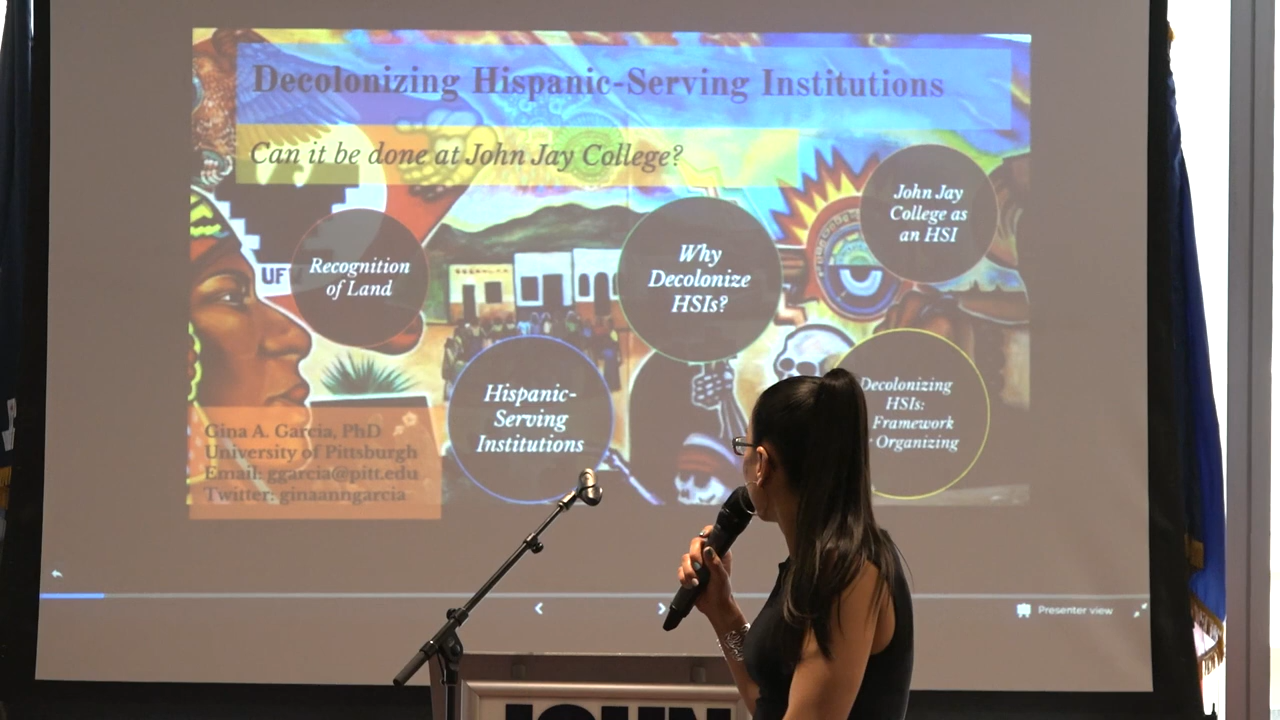 Decolonizing Hispanic-Serving Institutions
Can it be done at John Jay College?
John Jay
College as
an HSI
Why
Decolonize
HSIs?
Recognition
of Land
UF
Hispanic-
Serving
Institutions
Decolonizing
HSIs:
Framework
Organizing
Gina A. Garcia, PhD
University of Pittsburgh
Email: ggarcia@pitt.edu
Twitter: ginaanngarcia
Presenter view
JOHN